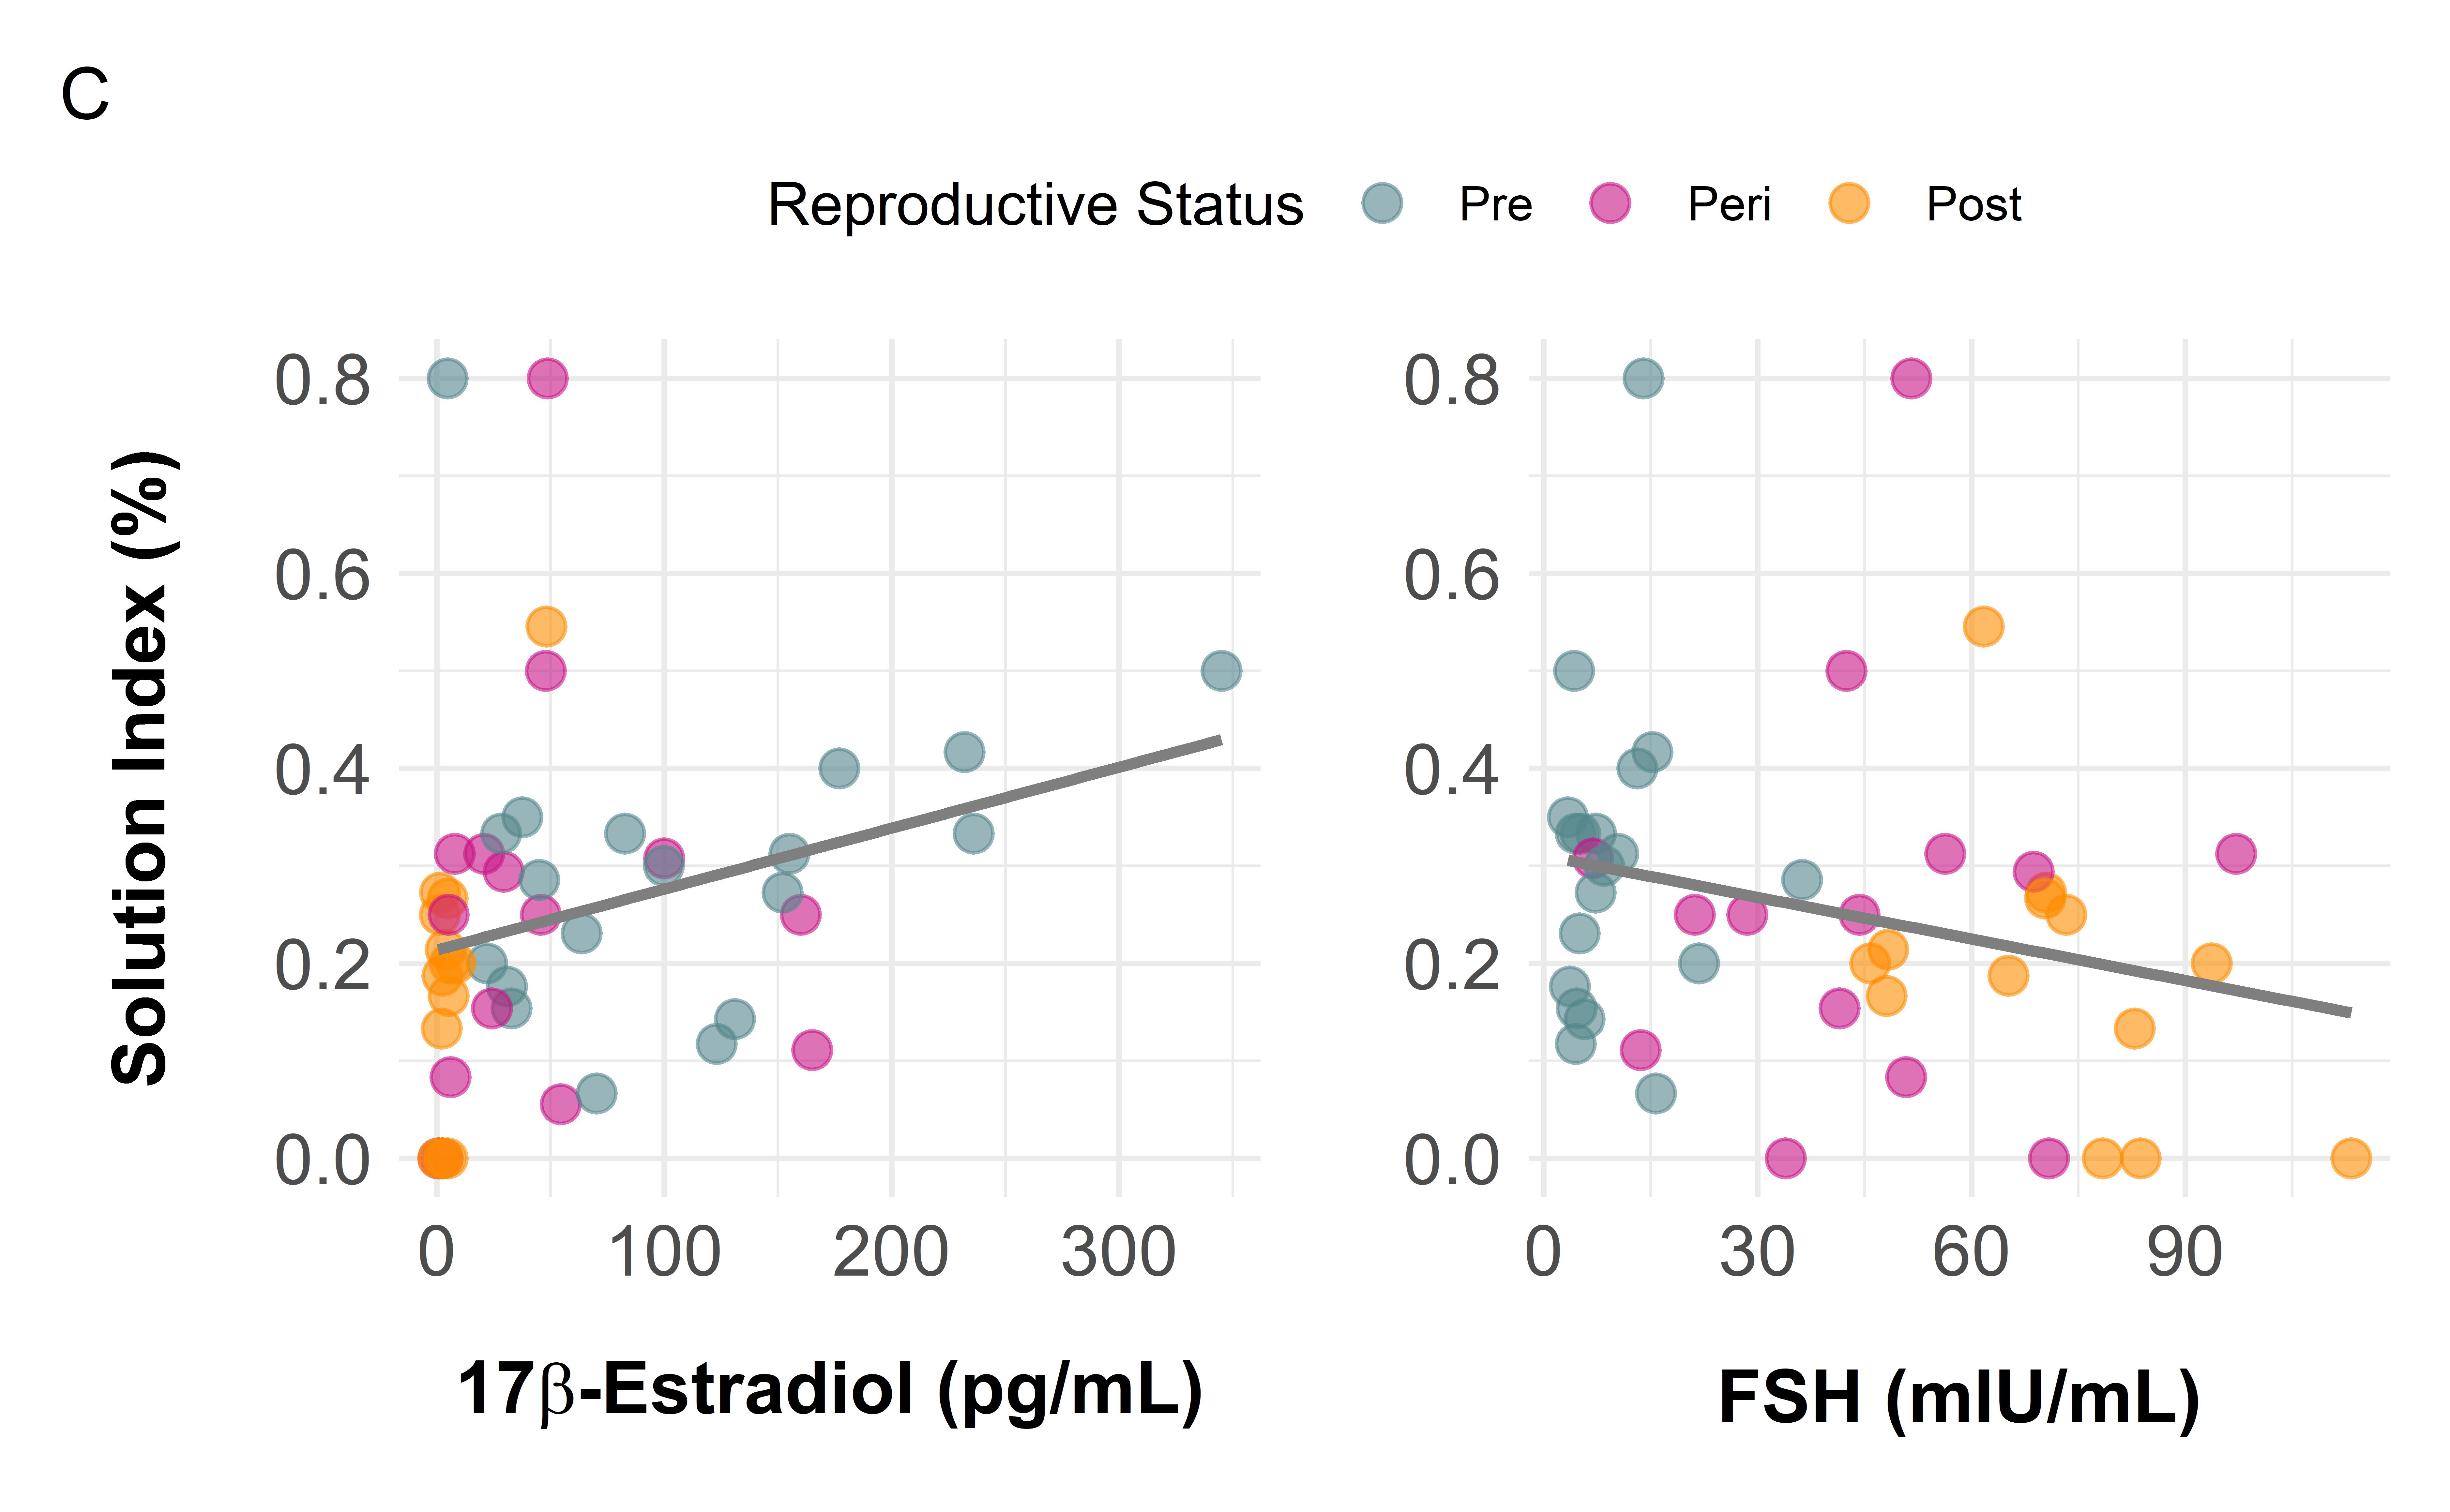 C
Reproductive Status Pre Peri Post
Solution Index (%)
0.8
0.6
0.4
0.2
0.0
0 100 200 300
17β-Estradiol (pg/mL)
0.8
0.6
0.4
0.2
0.0
0 30 60 90
FSH (mIU/mL)